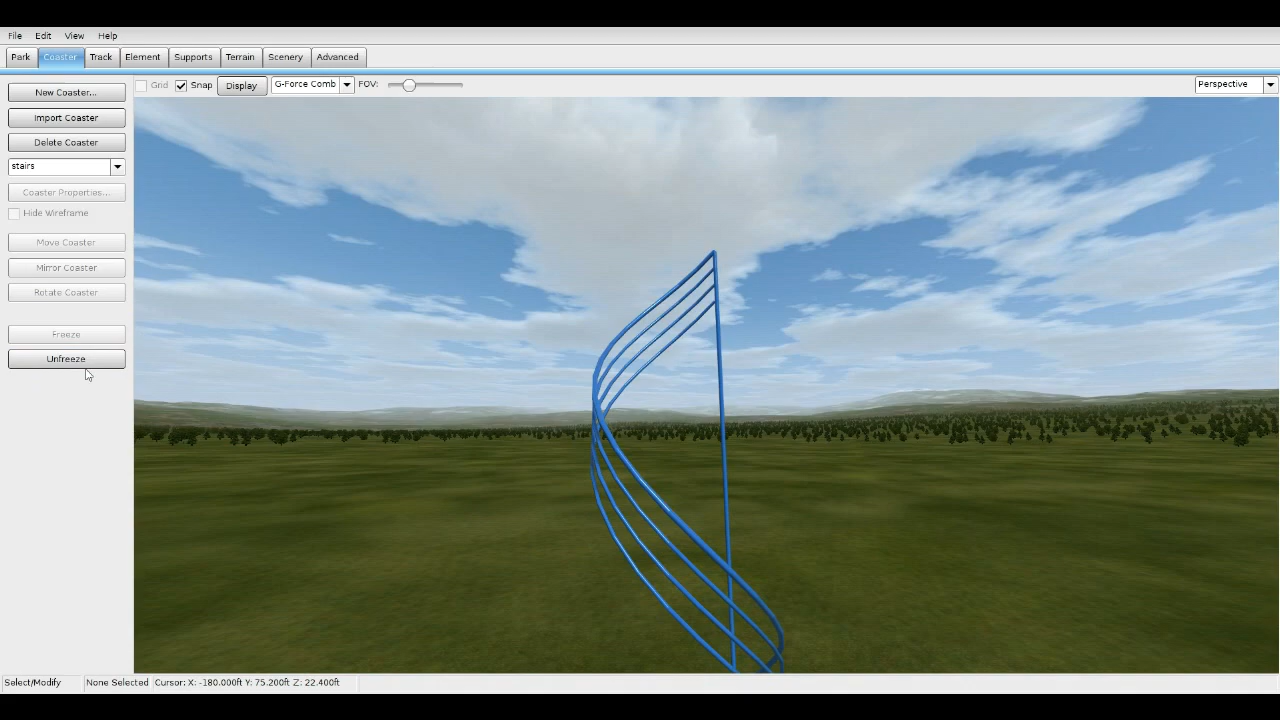 File Edit View Help
Park Coaster Track Element Supports Terrain Scenery Advanced
Grid Snap Display G-Force Comb FOV: Perspective
New Coaster...
Import Coaster
Delete Coaster
stairs
Coaster Properties...
Hide Wireframe
Move Coaster
Mirror Coaster
Rotate Coaster
Freeze
Unfreeze
Select/Modify None Selected Cursor: X: -180.000ft Y: 75.200ft Z: 22.400ft